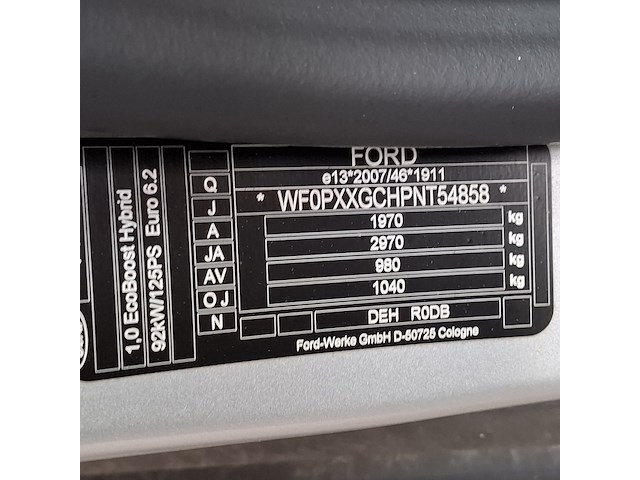 FORD
e13*2007/46*1911
* WF0PXXGCHPNT54858 *
1970 kg
2970 kg
980 kg
1040 kg
DEH R0DB
Ford-Werke GmbH D-50725 Cologne
Q
J
A
JA
AV
OJ
N
1,0 EcoBoost Hybrid
92kW/125PS Euro 6.2